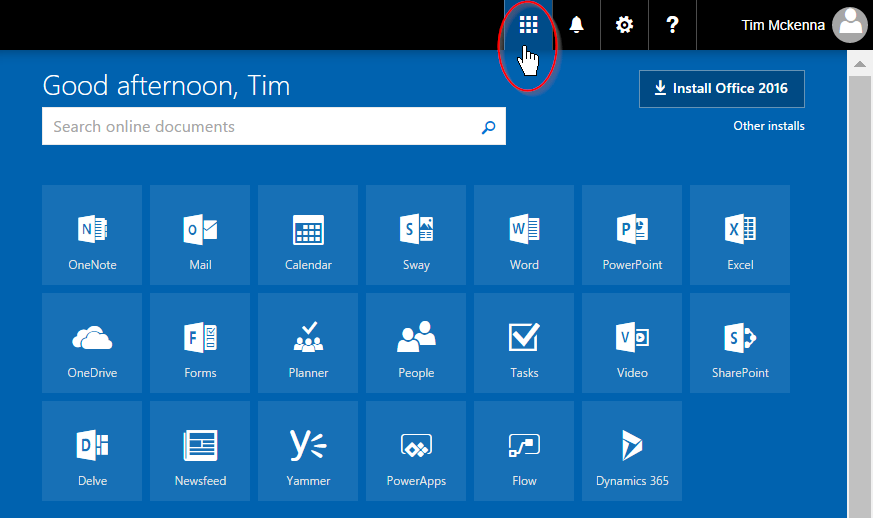 Tim Mckenna
Good afternoon, Tim
Install Office 2016
Search online documents
Other installs
N
OneNote
O
Mail
Calendar
S
Sway
W
Word
P
PowerPoint
X
Excel
OneDrive
F
Forms
Planner
People
Tasks
V
Video
S
SharePoint
D
Delve
Newsfeed
Yammer
PowerApps
Flow
Dynamics 365